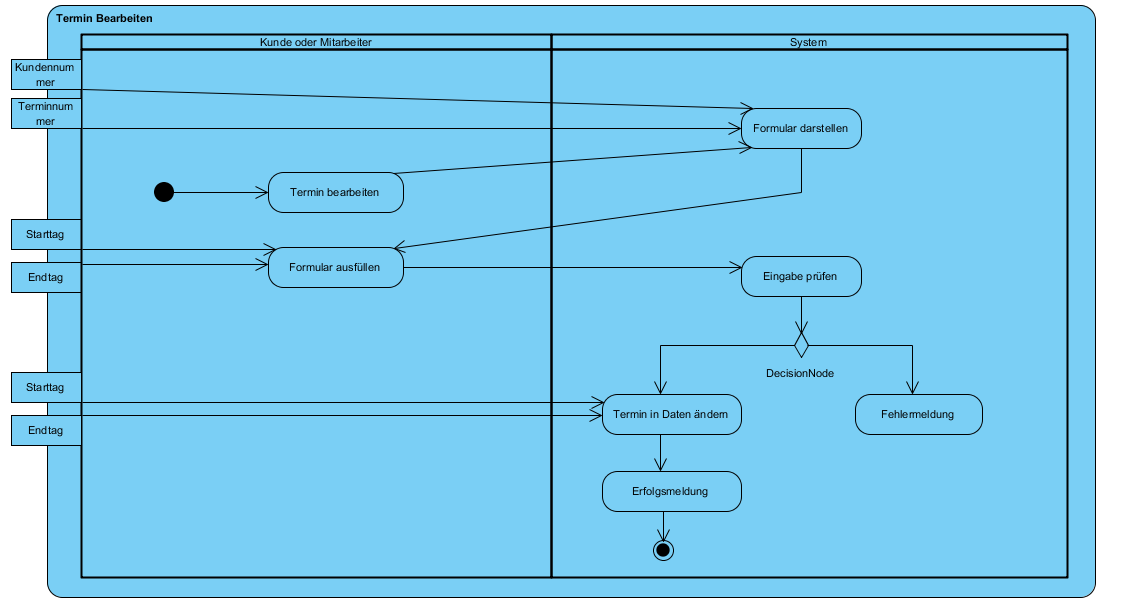 Termin Bearbeiten
Kunde oder Mitarbeiter
System
Kundennum
mer
Terminnum
mer
Formular darstellen
Termin bearbeiten
Starttag
Formular ausfüllen
Endtag
Eingabe prüfen
DecisionNode
Starttag
Termin in Daten ändern
Fehlermeldung
Endtag
Erfolgsmeldung